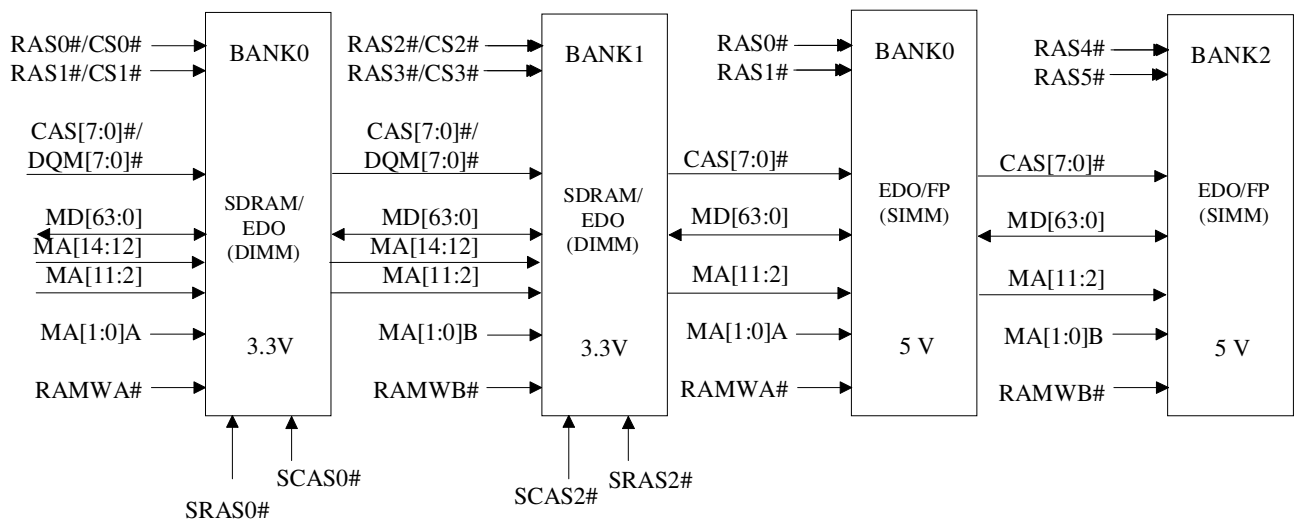 RAS0#/CS0#
RAS1#/CS1#
CAS[7:0]#/
DQM[7:0]#
MD[63:0]
MA[14:12]
MA[11:2]
MA[1:0]A
RAMWA#
BANK0
SDRAM/
EDO
(DIMM)
3.3V
SRAS0#
SCAS0#
RAS2#/CS2#
RAS3#/CS3#
CAS[7:0]#/
DQM[7:0]#
MD[63:0]
MA[14:12]
MA[11:2]
MA[1:0]B
RAMWB#
BANK1
SDRAM/
EDO
(DIMM)
3.3V
SCAS2#
SRAS2#
RAS0#
RAS1#
CAS[7:0]#
MD[63:0]
MA[11:2]
MA[1:0]A
RAMWA#
BANK0
EDO/FP
(SIMM)
5 V
RAS4#
RAS5#
CAS[7:0]#
MD[63:0]
MA[11:2]
MA[1:0]B
RAMWB#
BANK2
EDO/FP
(SIMM)
5 V